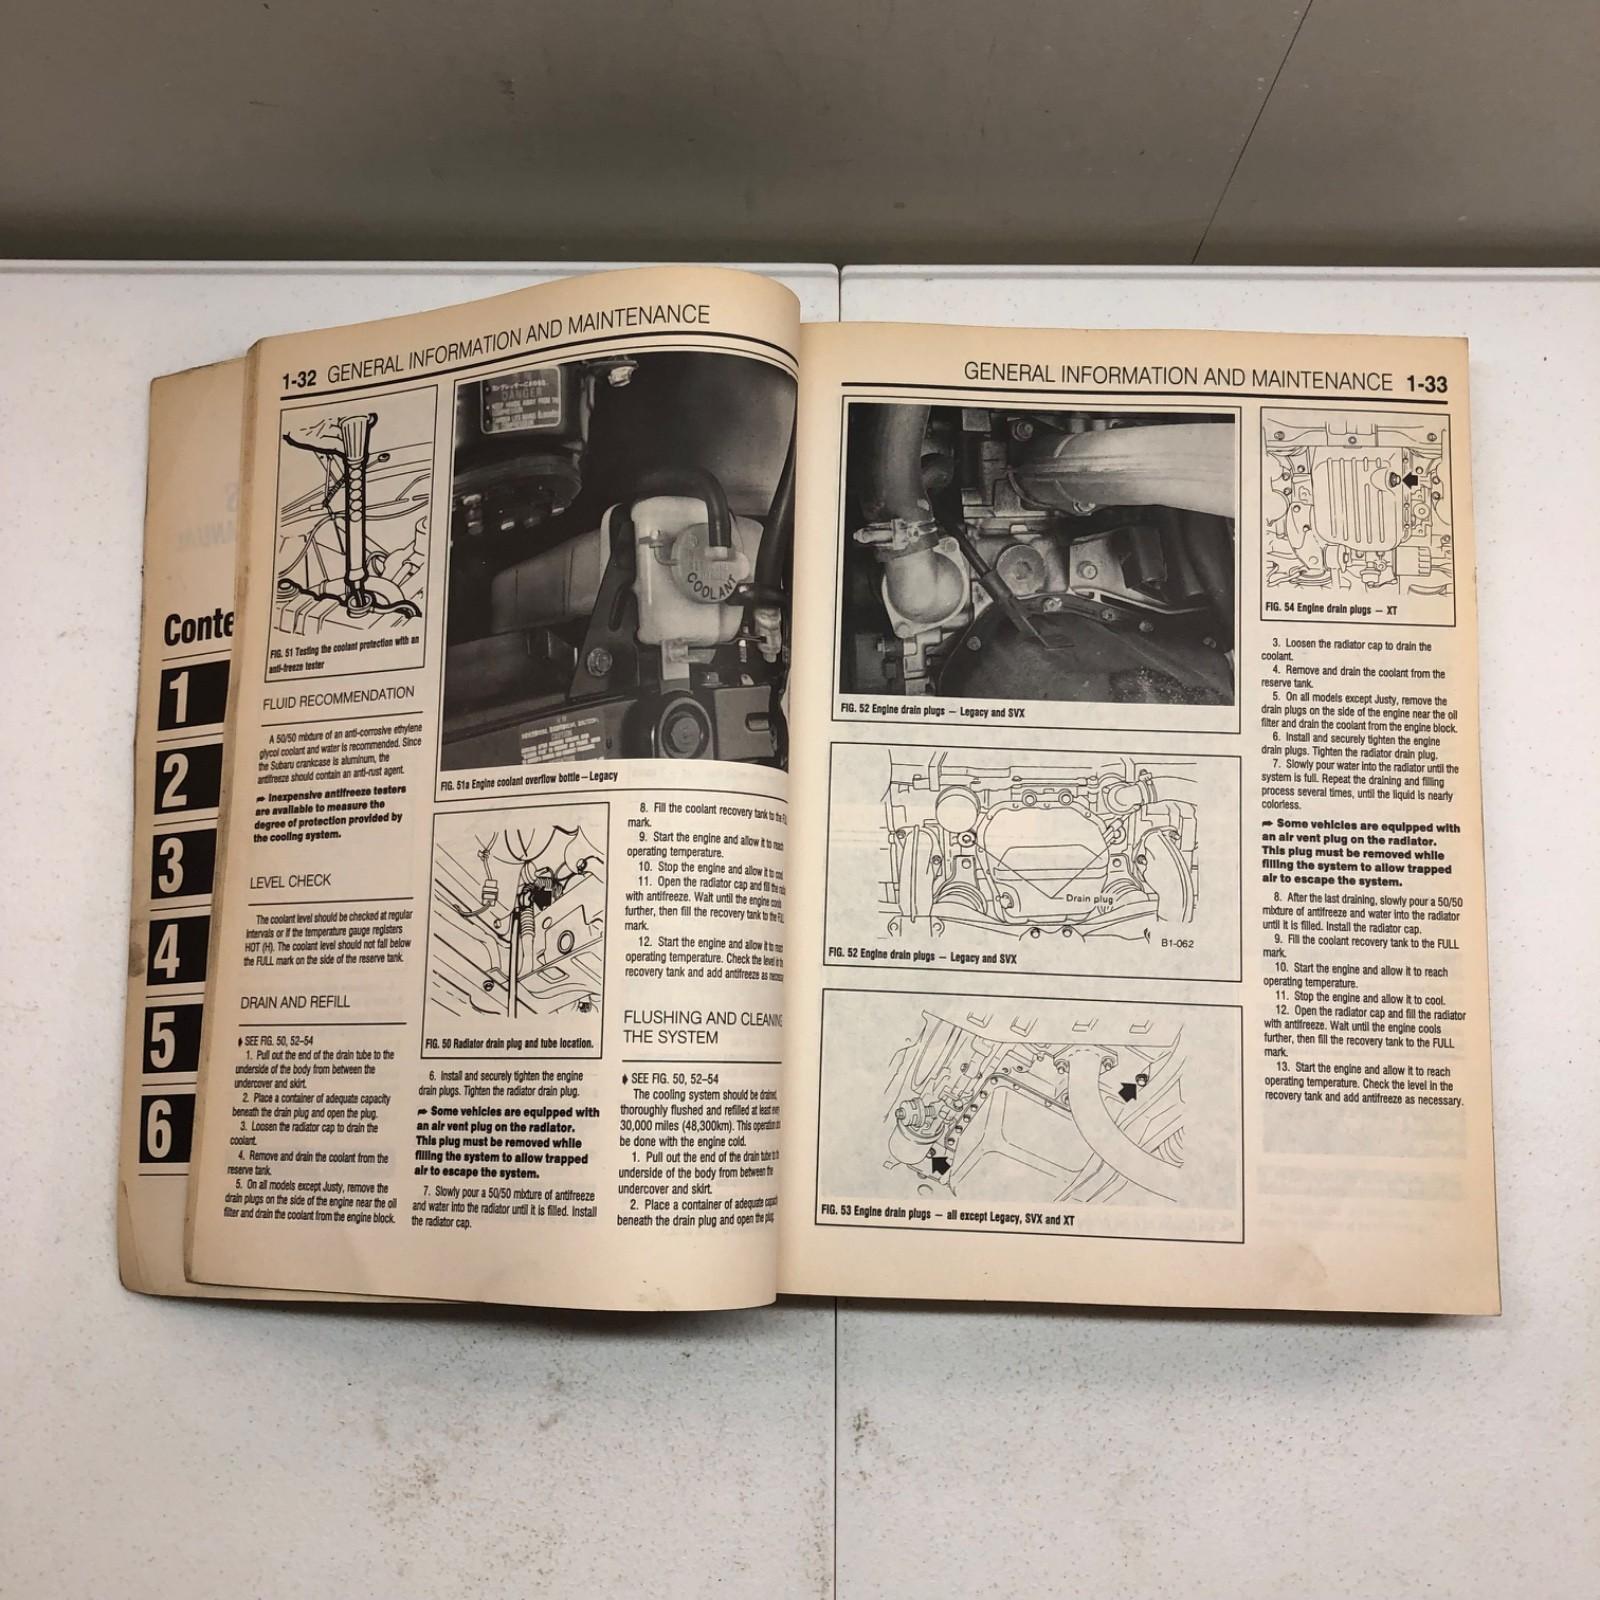 Conte
1
2
3
4
5
6
1-32 GENERAL INFORMATION AND MAINTENANCE
FIG. 51 Testing the coolant protection with an
anti-freeze tester
FLUID RECOMMENDATION
A 50/50 mixture of an anti-corrosive ethylene
glycol coolant and water is recommended. Since
the Subaru crankcase is aluminum, the
antifreeze should contain an anti-rust agent.
➡ Inexpensive antifreeze testers
are available to measure the
degree of protection provided by
the cooling system.
LEVEL CHECK
The coolant level should be checked at regular
intervals or if the temperature gauge registers
HOT (H). The coolant level should not fall below
the FULL mark on the side of the reserve tank.
DRAIN AND REFILL
SEE FIG. 50, 52-54
1. Pull out the end of the drain tube to the
underside of the body from between the
undercover and skirt.
2. Place a container of adequate capacity
beneath the drain plug and open the plug.
3. Loosen the radiator cap to drain the
coolant.
4. Remove and drain the coolant from the
reserve tank.
5. On all models except Justy, remove the
drain plugs on the side of the engine near the oil
filter and drain the coolant from the engine block.
DANGER
COOLANT
FIG. 51a Engine coolant overflow bottle — Legacy
FIG. 50 Radiator drain plug and tube location.
6. Install and securely tighten the engine
drain plugs. Tighten the radiator drain plug.
➡ Some vehicles are equipped with
an air vent plug on the radiator.
This plug must be removed while
filling the system to allow trapped
air to escape the system.
7. Slowly pour a 50/50 mixture of antifreeze
and water into the radiator until it is filled. Install
the radiator cap.
8. Fill the coolant recovery tank to the
mark.
9. Start the engine and allow it to reach
operating temperature.
10. Stop the engine and allow it to cool
11. Open the radiator cap and fill the
with antifreeze. Wait until the engine cools
further, then fill the recovery tank to the
mark.
12. Start the engine and allow it to
operating temperature. Check the level in
recovery tank and add antifreeze as
FLUSHING AND CLEANING
THE SYSTEM
SEE FIG. 50, 52-54
The cooling system should be drained,
thoroughly flushed and refilled at least every
30,000 miles (48,300km). This operation
be done with the engine cold.
1. Pull out the end of the drain tube to
underside of the body from between the
undercover and skirt.
2. Place a container of adequate
beneath the drain plug and open the plug.
GENERAL INFORMATION AND MAINTENANCE 1-33
FIG. 52 Engine drain plugs — Legacy and SVX
Drain plug
B1-062
FIG. 52 Engine drain plugs — Legacy and SVX
FIG. 53 Engine drain plugs — all except Legacy, SVX and XT
FIG. 54 Engine drain plugs — XT
3. Loosen the radiator cap to drain the
coolant.
4. Remove and drain the coolant from the
reserve tank.
5. On all models except Justy, remove the
drain plugs on the side of the engine near the oil
filter and drain the coolant from the engine block.
6. Install and securely tighten the engine
drain plugs. Tighten the radiator drain plug.
7. Slowly pour water into the radiator until the
system is full. Repeat the draining and filling
process several times, until the liquid is nearly
colorless.
➡ Some vehicles are equipped with
an air vent plug on the radiator.
This plug must be removed while
filling the system to allow trapped
air to escape the system.
8. After the last draining, slowly pour a 50/50
mixture of antifreeze and water into the radiator
until it is filled. Install the radiator cap.
9. Fill the coolant recovery tank to the FULL
mark.
10. Start the engine and allow it to reach
operating temperature.
11. Stop the engine and allow it to cool.
12. Open the radiator cap and fill the radiator
with antifreeze. Wait until the engine cools
further, then fill the recovery tank to the FULL
mark.
13. Start the engine and allow it to reach
operating temperature. Check the level in the
recovery tank and add antifreeze as necessary.